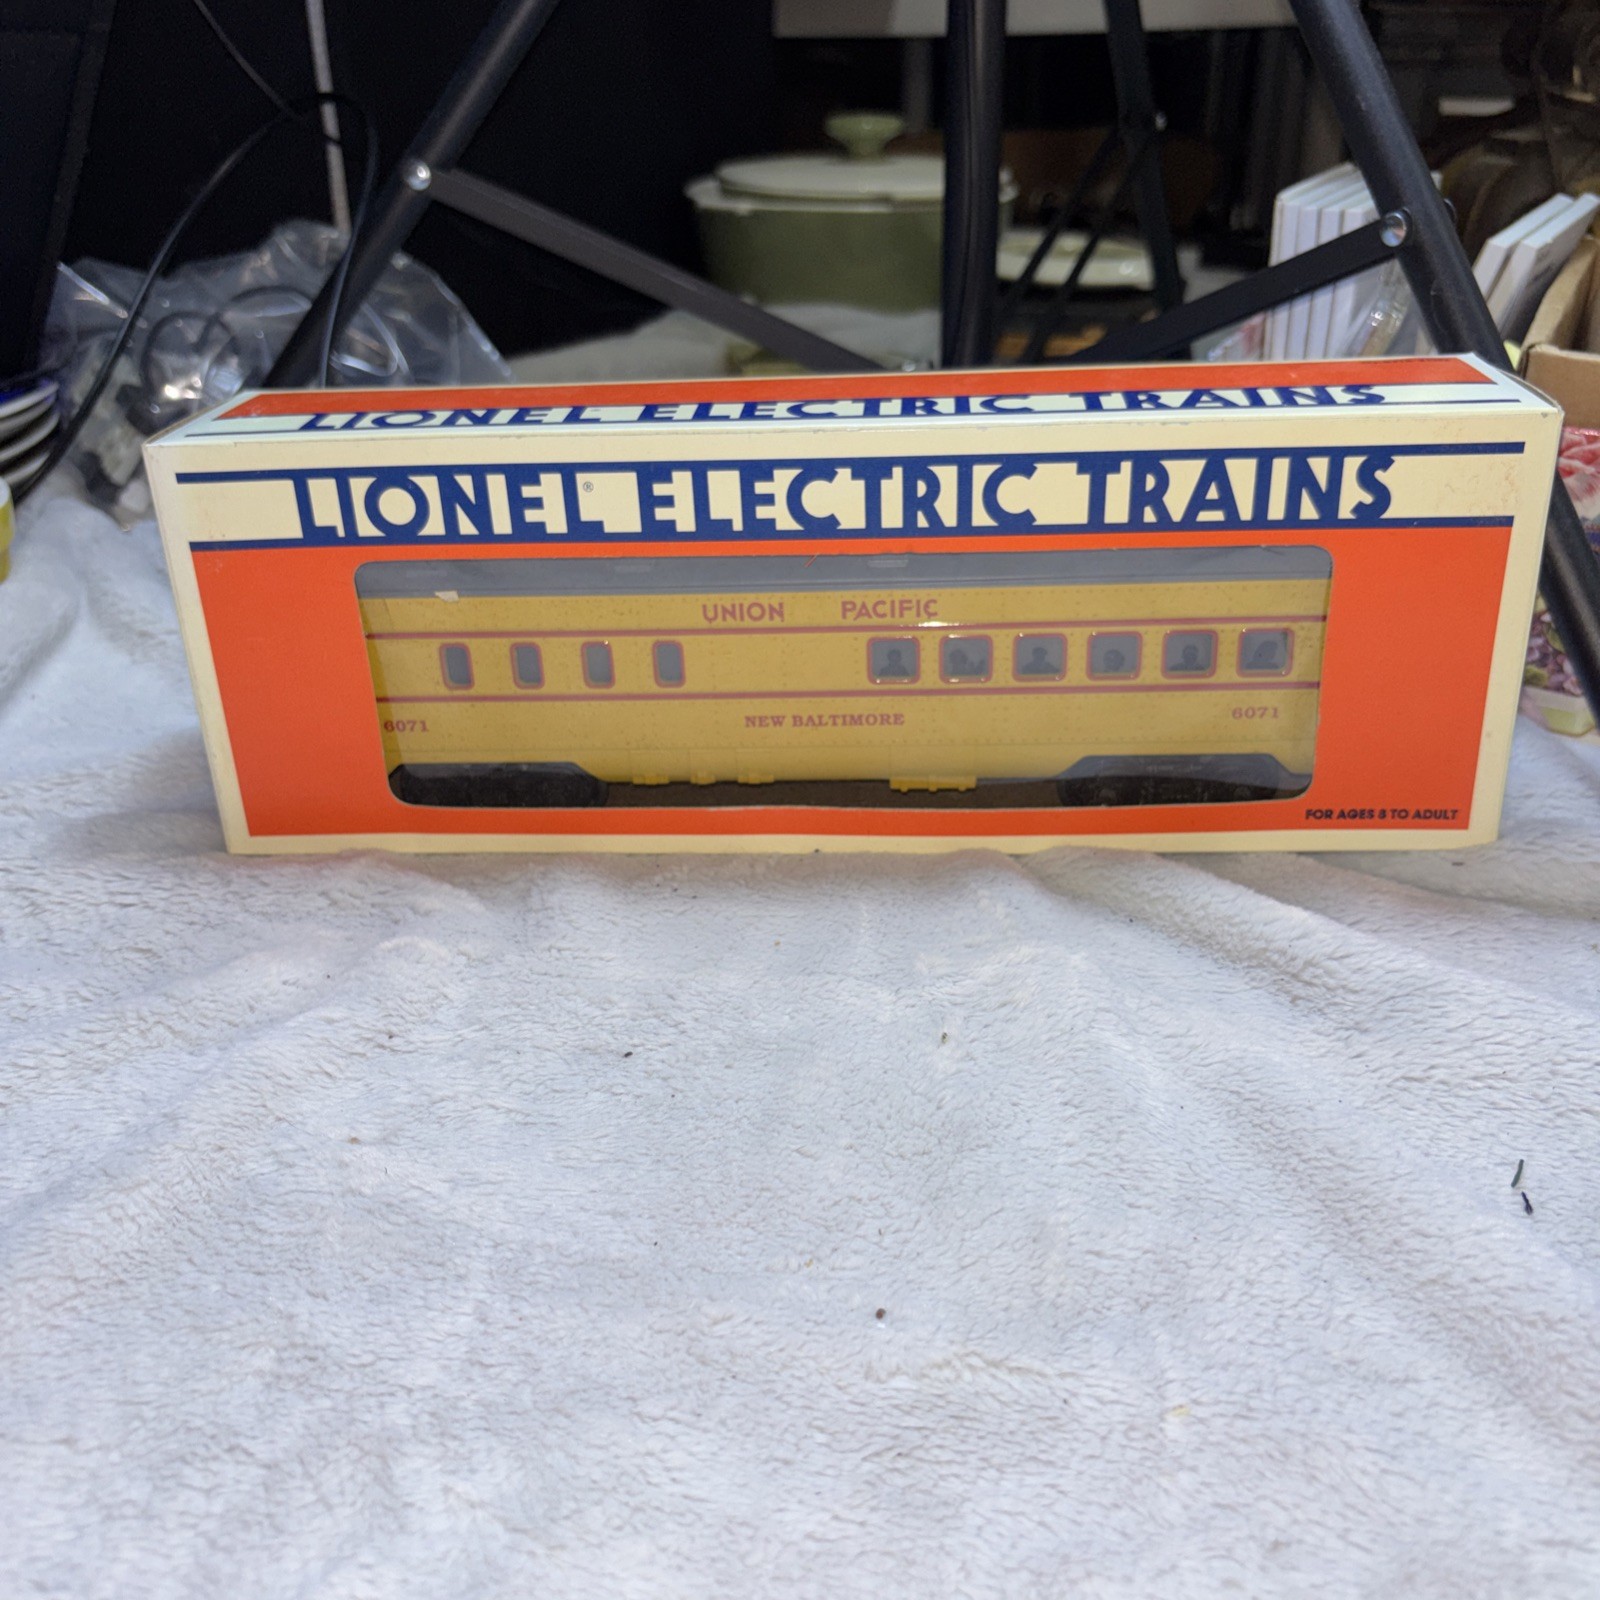 LIONEL ELECTRIC TRAINS
LIONEL® ELECTRIC TRAINS
UNION PACIFIC
6071 NEW BALTIMORE 6071
FOR AGES 8 TO ADULT